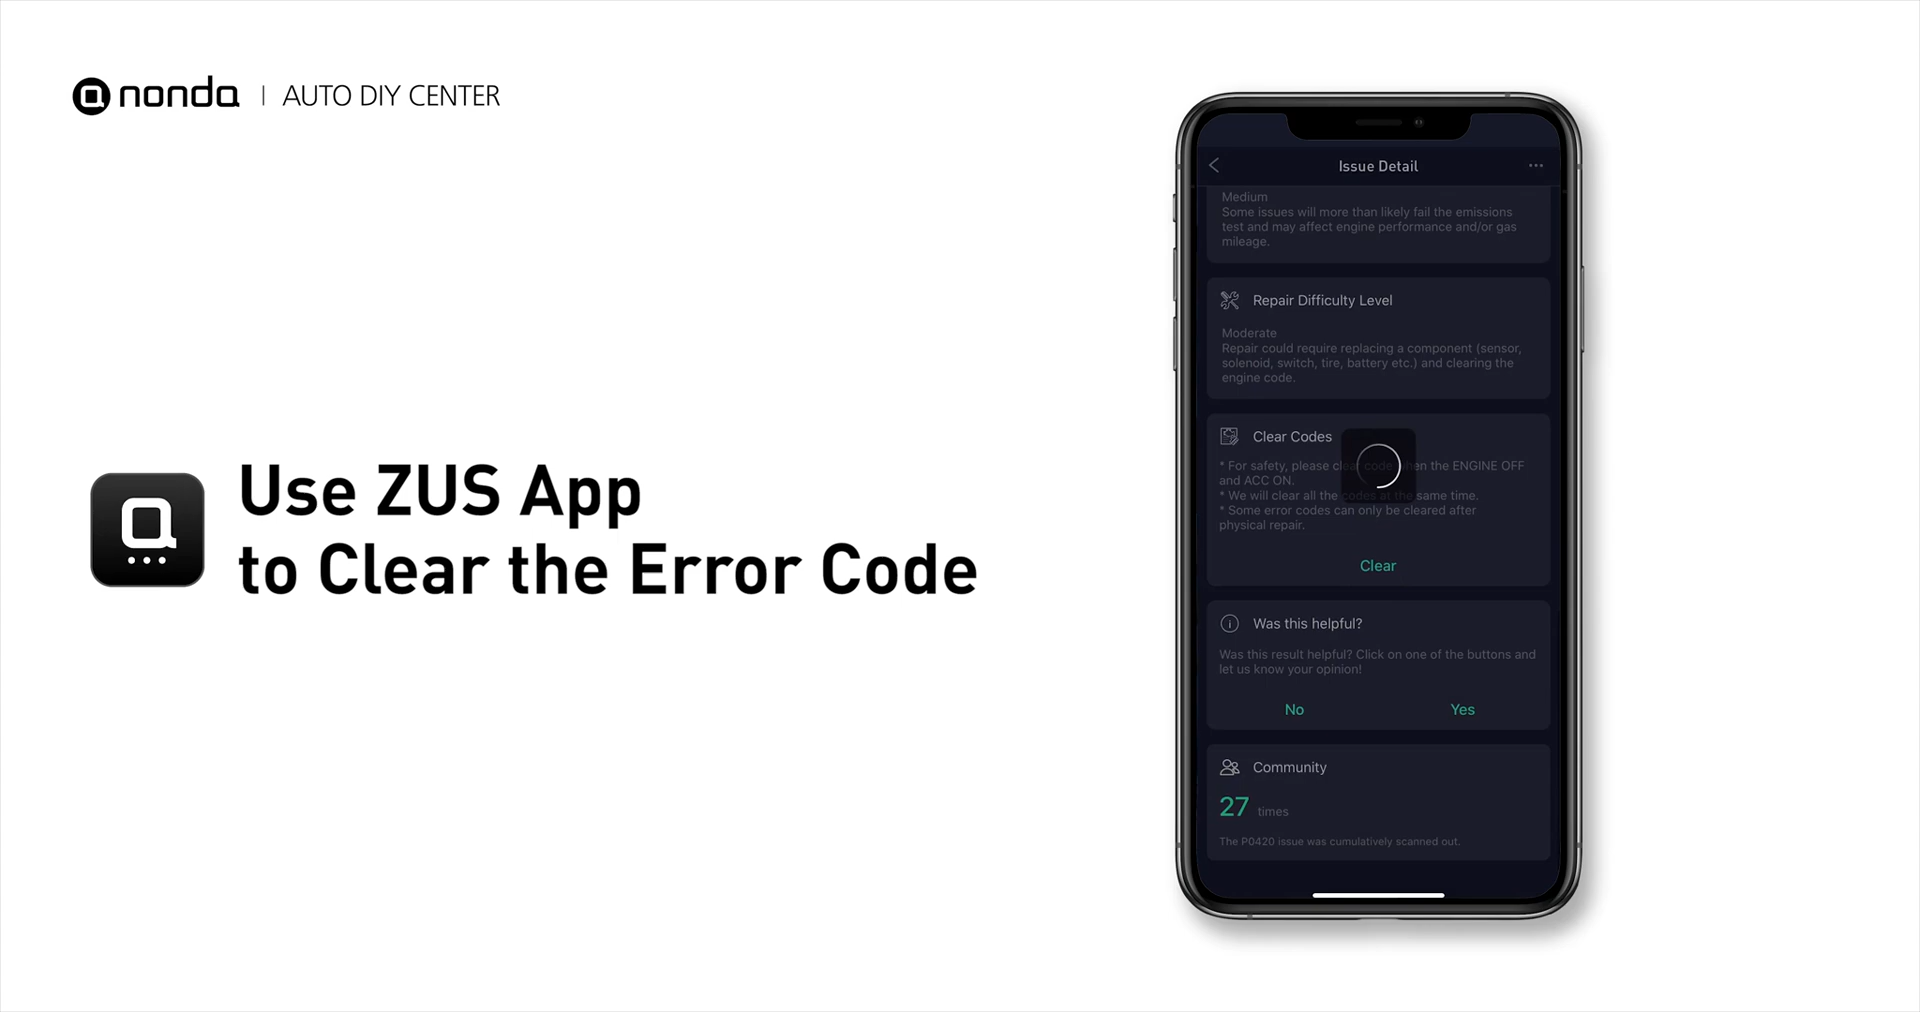 nonda | AUTO DIY CENTER
Use ZUS App
to Clear the Error Code
Issue Detail
Medium
Some issues will more than likely fail the emissions
test and may affect engine performance and/or gas
mileage.
Repair Difficulty Level
Moderate
Repair could require replacing a component (sensor,
solenoid, switch, tire, battery etc.) and clearing the
engine code.
Clear Codes
* For safety, please clear code when the ENGINE OFF
and ACC ON.
* We will clear all the codes at the same time.
* Some error codes can only be cleared after
physical repair.
Clear
Was this helpful?
Was this result helpful? Click on one of the buttons and
let us know your opinion!
No Yes
Community
27 times
The P0420 issue was cumulatively scanned out.